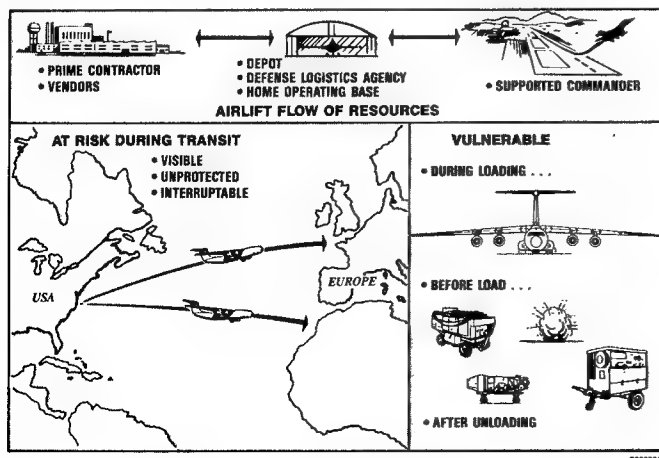 • PRIME CONTRACTOR
• VENDORS
• DEPOT
• DEFENSE LOGISTICS AGENCY
• HOME OPERATING BASE
• SUPPORTED COMMANDER
AIRLIFT FLOW OF RESOURCES
AT RISK DURING TRANSIT
• VISIBLE
• UNPROTECTED
• INTERRUPTABLE
USA
EUROPE
VULNERABLE
• DURING LOADING . . .
• BEFORE LOAD . . .
• AFTER UNLOADING